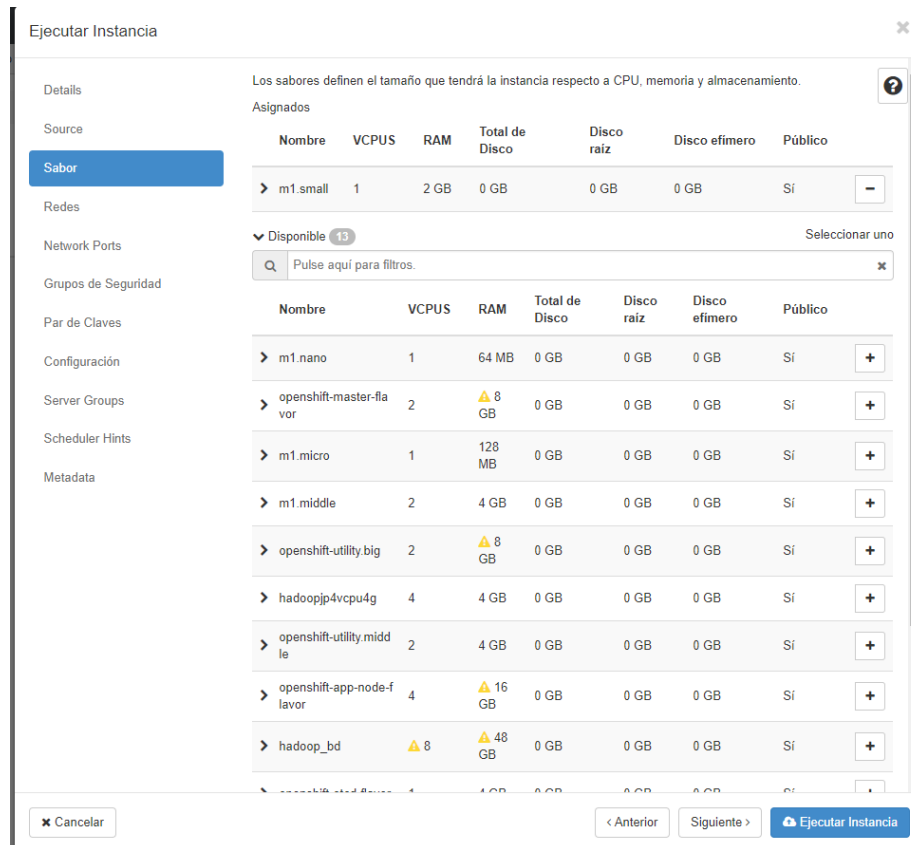 Ejecutar Instancia
Details
Source
Sabor
Redes
Network Ports
Grupos de Seguridad
Par de Claves
Configuración
Server Groups
Scheduler Hints
Metadata
Los sabores definen el tamaño que tendrá la instancia respecto a CPU, memoria y almacenamiento.
Asignados
Nombre VCPUS RAM Total de Disco Disco raíz Disco efímero Público
m1.small 1 2 GB 0 GB 0 GB 0 GB Sí
Disponible 13 Seleccionar uno
Pulse aquí para filtros.
Nombre VCPUS RAM Total de Disco Disco raíz Disco efímero Público
m1.nano 1 64 MB 0 GB 0 GB 0 GB Sí
openshift-master-flavor 2 8 GB 0 GB 0 GB 0 GB Sí
m1.micro 1 128 MB 0 GB 0 GB 0 GB Sí
m1.middle 2 4 GB 0 GB 0 GB 0 GB Sí
openshift-utility.big 2 8 GB 0 GB 0 GB 0 GB Sí
hadoopjp4vcpu4g 4 4 GB 0 GB 0 GB 0 GB Sí
openshift-utility.middle 2 4 GB 0 GB 0 GB 0 GB Sí
openshift-app-node-flavor 4 16 GB 0 GB 0 GB 0 GB Sí
hadoop_bd 8 48 GB 0 GB 0 GB 0 GB Sí
Cancelar
< Anterior
Siguiente >
Ejecutar Instancia